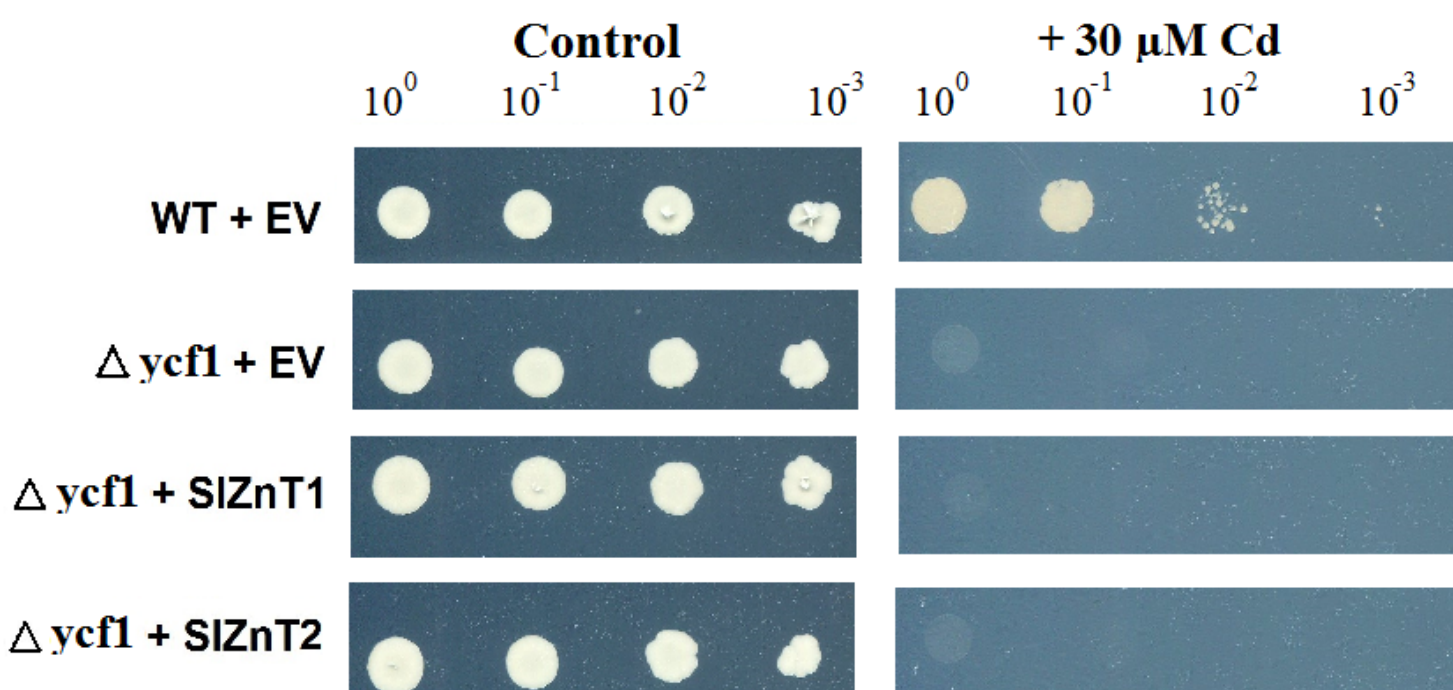 Control
+ 30 µM Cd
10⁰ 10⁻¹ 10⁻² 10⁻³
10⁰ 10⁻¹ 10⁻² 10⁻³
WT + EV
△ ycf1 + EV
△ ycf1 + SlZnT1
△ ycf1 + SlZnT2